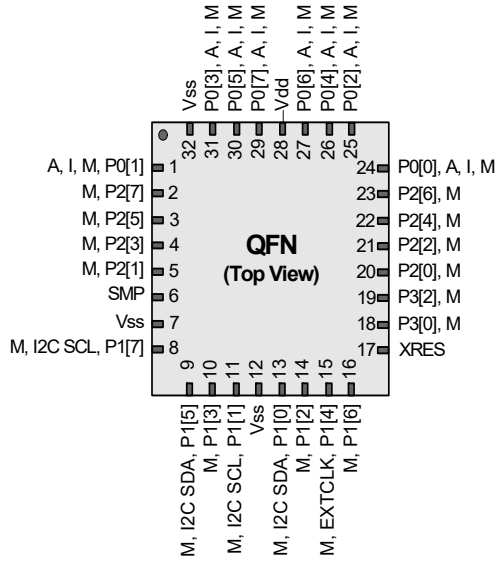 Vss
P0[3], A, I, M
P0[5], A, I, M
P0[7], A, I, M
Vdd
P0[6], A, I, M
P0[4], A, I, M
P0[2], A, I, M
32
31
30
29
28
27
26
25
A, I, M, P0[1] 1
M, P2[7] 2
M, P2[5] 3
M, P2[3] 4
M, P2[1] 5
SMP 6
Vss 7
M, I2C SCL, P1[7] 8
QFN
(Top View)
24 P0[0], A, I, M
23 P2[6], M
22 P2[4], M
21 P2[2], M
20 P2[0], M
19 P3[2], M
18 P3[0], M
17 XRES
9
10
11
12
13
14
15
16
M, I2C SDA, P1[5]
M, P1[3]
M, I2C SCL, P1[1]
Vss
M, I2C SDA, P1[0]
M, P1[2]
M, EXTCLK, P1[4]
M, P1[6]